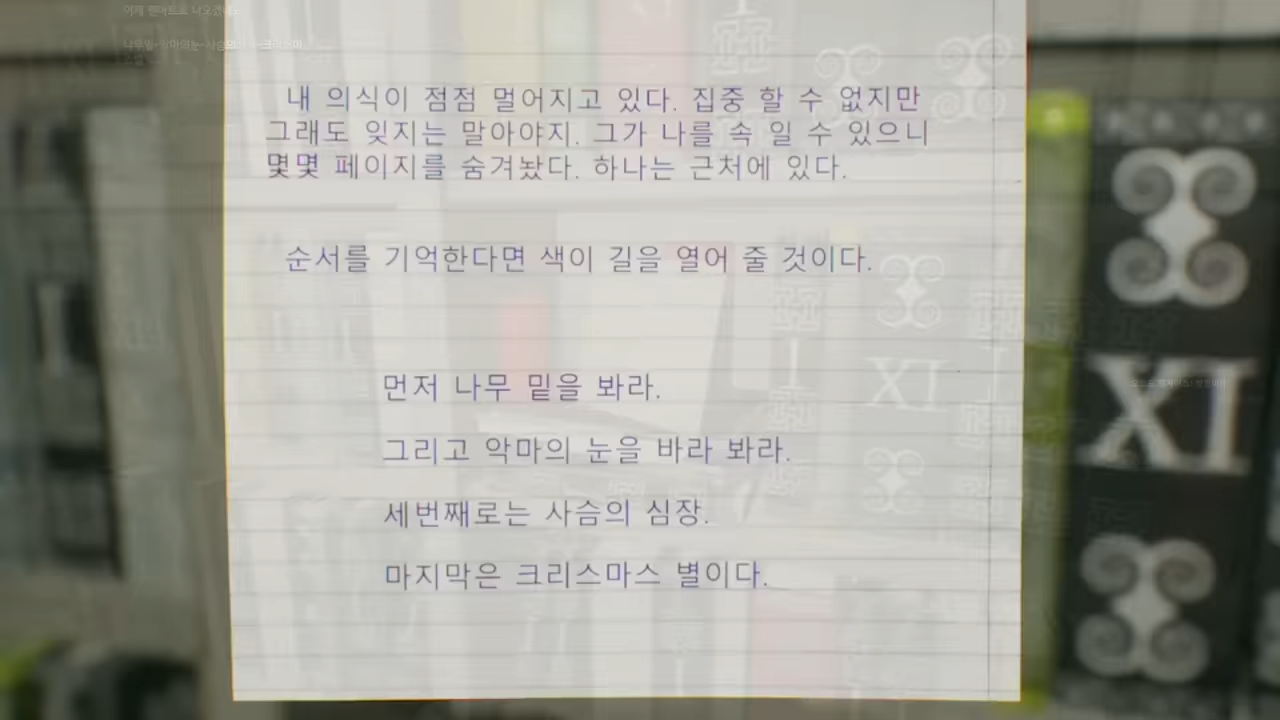 내 의식이 점점 멀어지고 있다. 집중 할 수 없지만
그래도 잊지는 말아야지. 그가 나를 속 일 수 있으니
몇몇 페이지를 숨겨놨다. 하나는 근처에 있다.
순서를 기억한다면 색이 길을 열어 줄 것이다.
먼저 나무 밑을 봐라.
그리고 악마의 눈을 바라 봐라.
세번째로는 사슴의 심장.
마지막은 크리스마스 별이다.
IX
XI
I
I